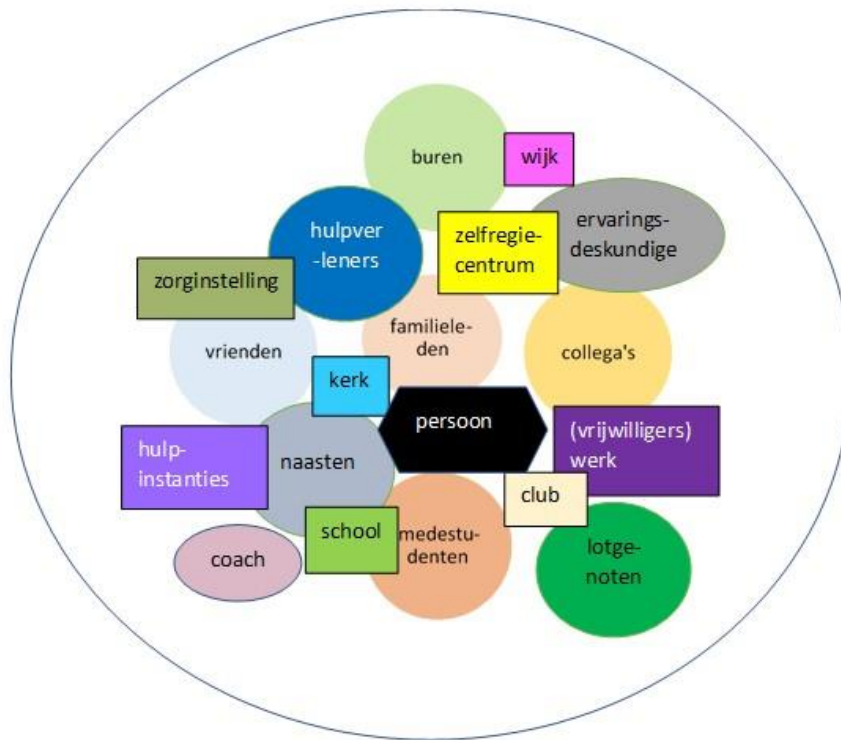 buren
wijk
hulpver
-leners
zelfregie-
centrum
ervarings-
deskundige
zorginstelling
vrienden
familiele-
den
collega's
kerk
persoon
hulp-
instanties
naasten
(vrijwilligers)
werk
club
school
medestu-
denten
coach
lotge-
noten